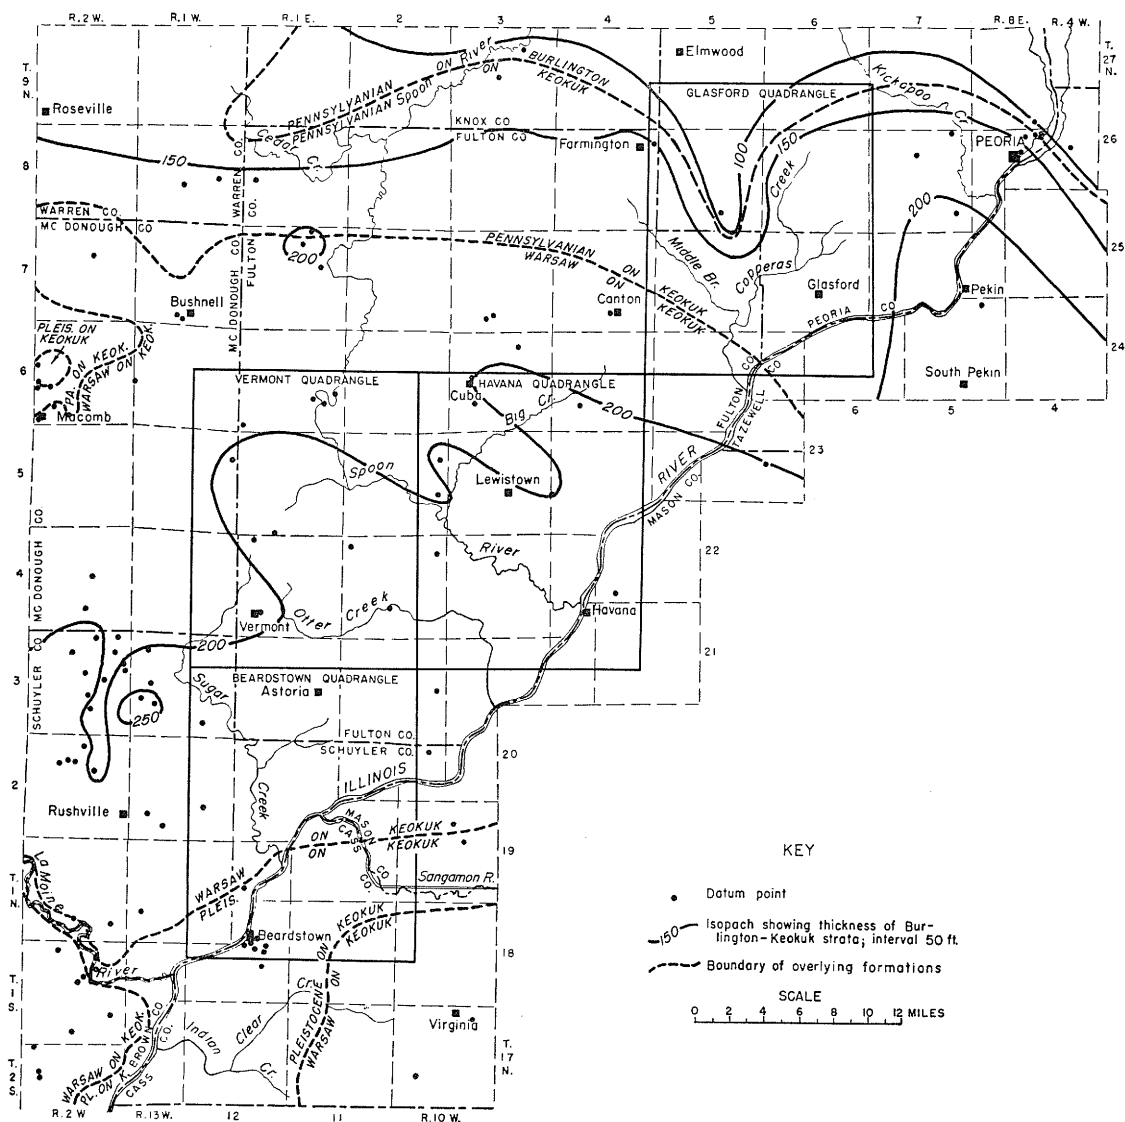 R.2 W.
R.1 W.
R.1 E.
2
3
4
5
6
7
R. 8 E.
R. 4 W.
T.
9
N.
T.
27
N.
Elmwood
ON River
BURLINGTON
ON
KEOKUK
PENNSYLVANIAN
PENNSYLVANIAN Spoon
Kickapoo
Cr.
GLASFORD QUADRANGLE
Roseville
KNOX CO
FULTON CO.
Cedar
Cr.
Farmington
100
150
PEORIA
26
8
150
WARREN CO.
FULTON CO.
Creek
200
WARREN CO.
MC DONOUGH CO
PENNSYLVANIAN
WARSAW
ON
ON
KEOKUK
KEOKUK
200
Middle Br.
Copperas
25
7
MC DONOUGH CO
FULTON
Bushnell
Canton
Glasford
Pekin
PEORIA CO
PLEIS. ON
KEOKUK
PA. ON KEOK.
WARSAW ON KEOK.
24
6
VERMONT QUADRANGLE
HAVANA QUADRANGLE
Cuba
Big
Cr.
200
FULTON CO.
TAZEWELL CO
South Pekin
6
5
4
Macomb
23
5
Spoon
Lewistown
RIVER
MASON CO.
River
22
4
SCHUYLER CO
MC DONOUGH CO
Vermont
Otter Creek
Havana
200
21
3
BEARDSTOWN QUADRANGLE
Sugar
Astoria
250
FULTON CO.
SCHUYLER CO.
20
2
ILLINOIS
Rushville
Creek
MASON CO
CASS CO.
ON KEOKUK
ON KEOKUK
19
KEY
WARSAW
PLEIS.
La Moine
Sangamon R.
T.
1
N.
Datum point
KEOKUK
KEOKUK
Beardstown
150
Isopach showing thickness of Bur-
lington-Keokuk strata; interval 50 ft.
18
River
Boundary of overlying formations
T.
1
S.
Cr.
PLEISTOCENE ON
WARSAW ON
SCALE
0 2 4 6 8 10 12 MILES
Indian
Clear
Cr.
Virginia
BROWN CO
CASS CO.
WARSAW ON KEOK.
PL. ON K.
T.
17
N.
T.
2
S.
R. 2 W
R. 13 W.
12
11
R. 10 W.